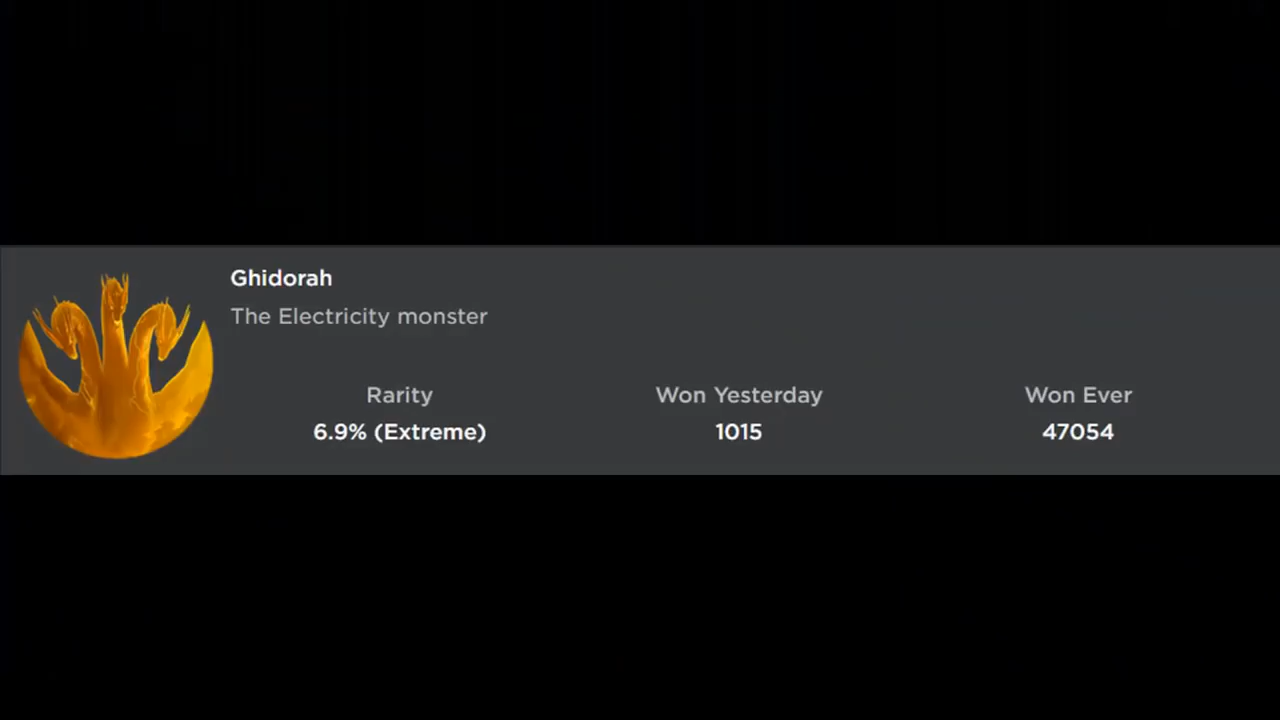 Ghidorah
The Electricity monster
Rarity Won Yesterday Won Ever
6.9% (Extreme) 1015 47054